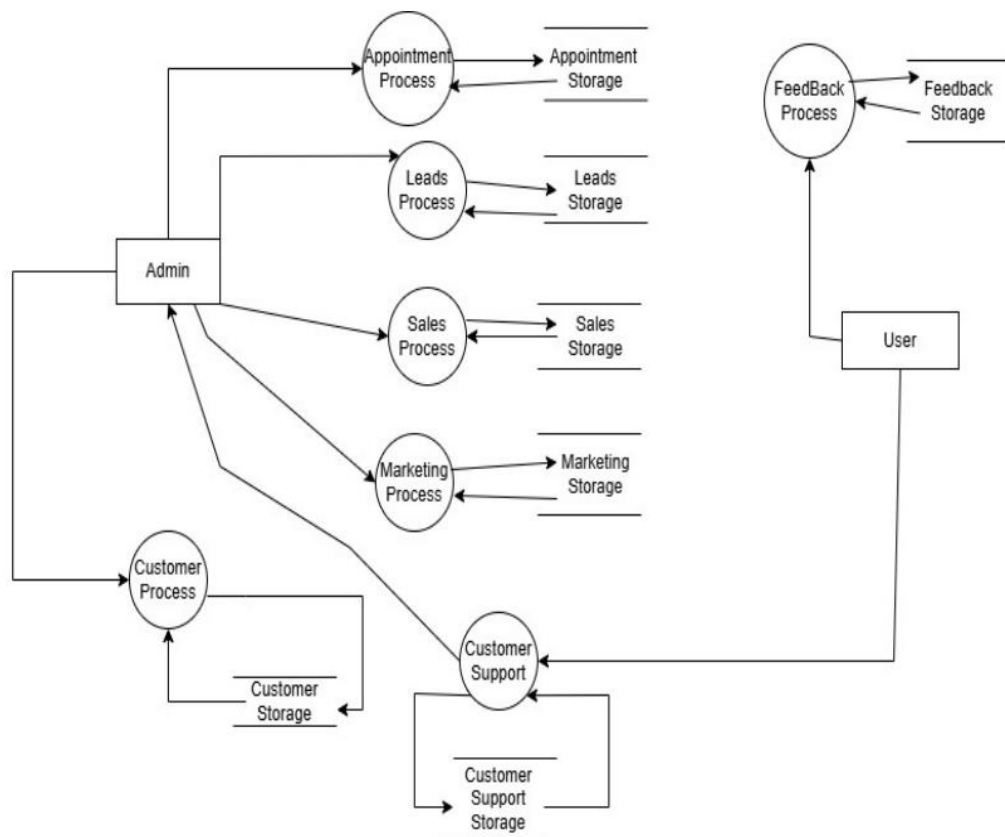 Appointment
Process
Appointment
Storage
FeedBack
Process
Feedback
Storage
Leads
Process
Leads
Storage
Admin
Sales
Process
Sales
Storage
User
Marketing
Process
Marketing
Storage
Customer
Process
Customer
Storage
Customer
Support
Customer
Support
Storage